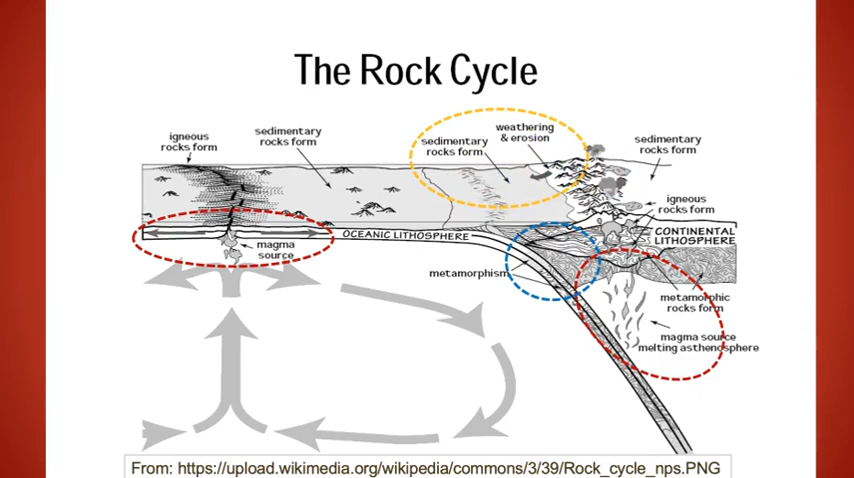 The Rock Cycle
igneous
rocks form
sedimentary
rocks form
sedimentary
rocks form
weathering
& erosion
sedimentary
rocks form
igneous
rocks form
magma
source
OCEANIC LITHOSPHERE
CONTINENTAL
LITHOSPHERE
metamorphism
metamorphic
rocks form
magma source
melting asthenosphere
From: https://upload.wikimedia.org/wikipedia/commons/3/39/Rock_cycle_nps.PNG